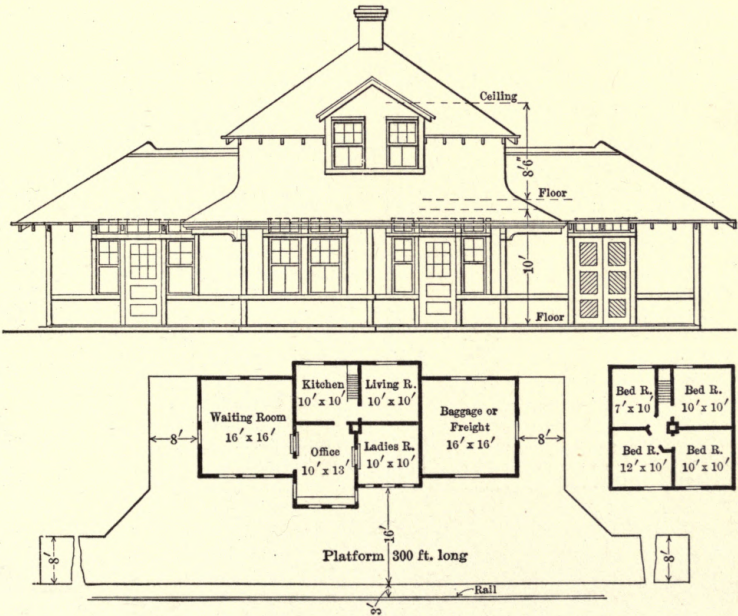 Ceiling
8'6"
Floor
10'
Floor
Kitchen
10' x 10'
Living R.
10' x 10'
Waiting Room
16' x 16'
Baggage or
Freight
16' x 16'
Office
10' x 13'
Ladies R.
10' x 10'
8'
8'
Bed R.
7' x 10'
Bed R.
10' x 10'
Bed R.
12' x 10'
Bed R.
10' x 10'
16'
Platform 300 ft. long
8'
8'
Rail
3'